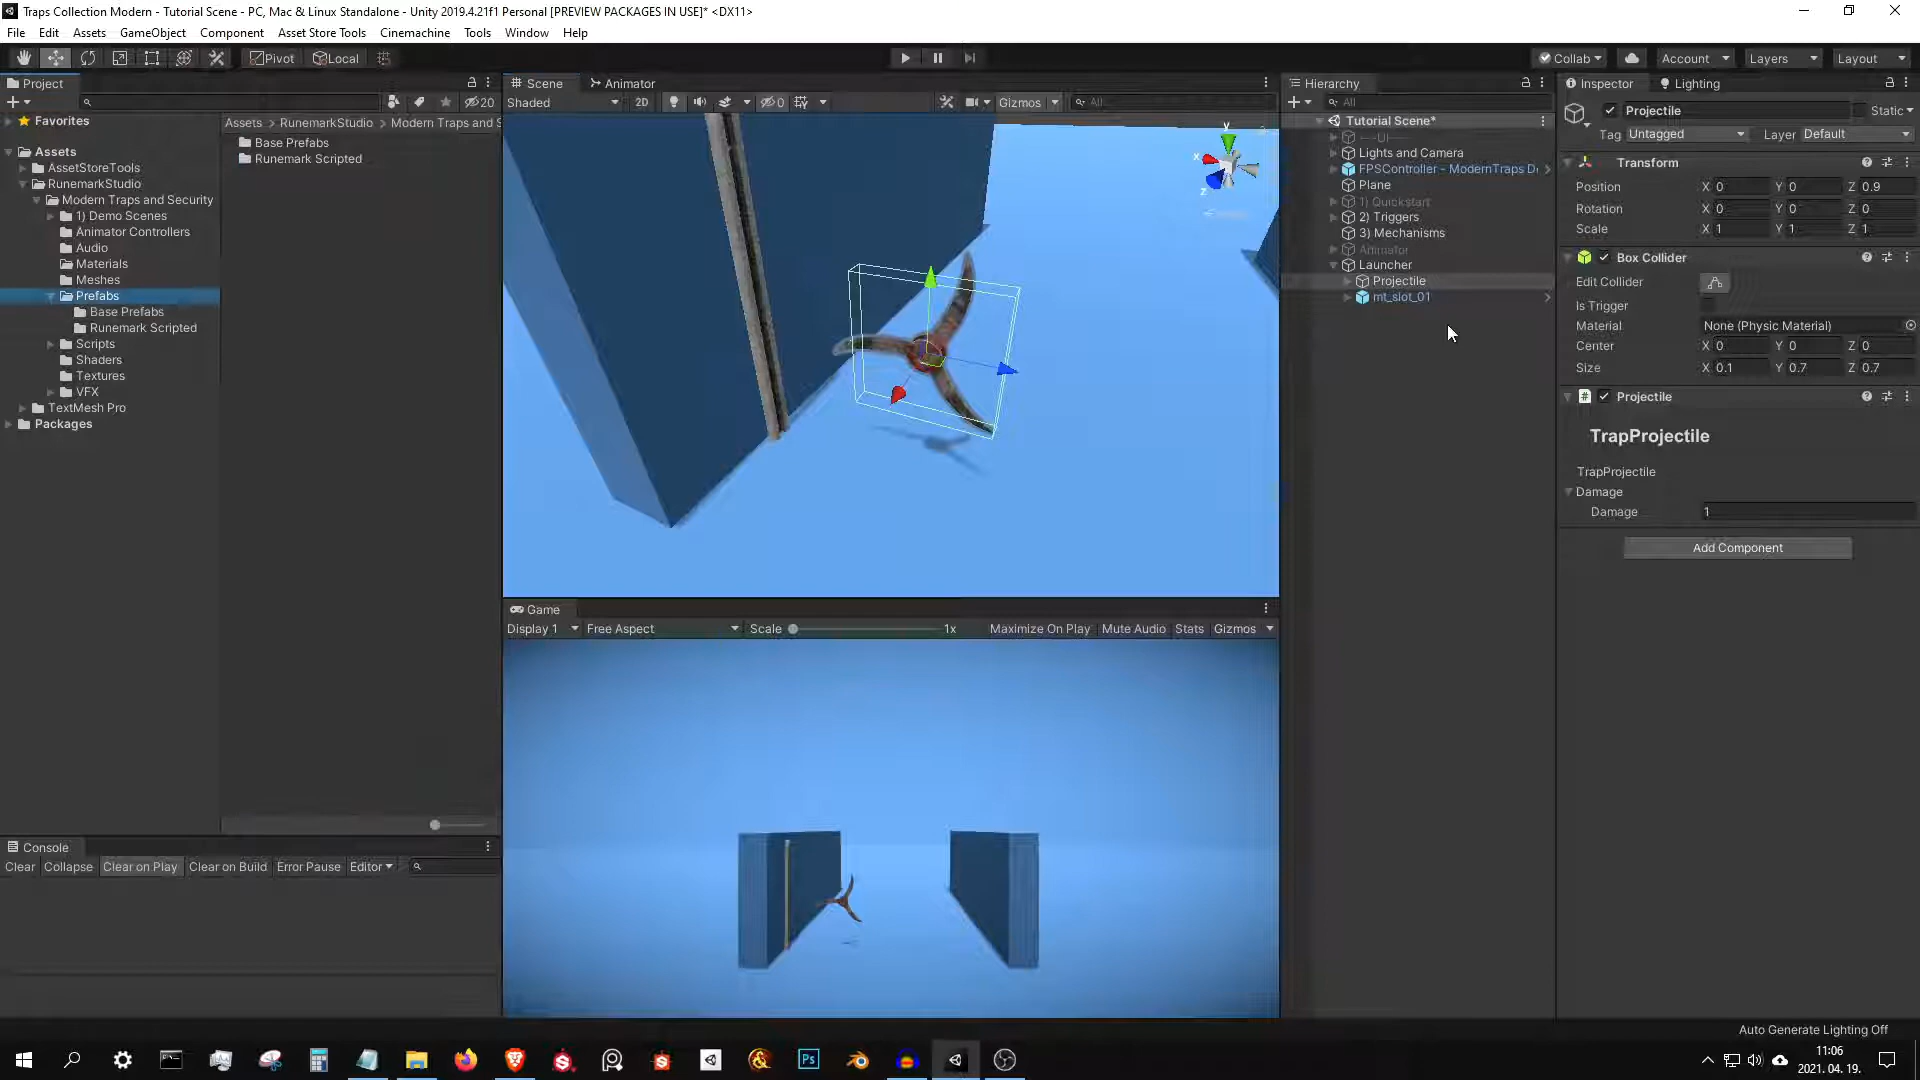 Traps Collection Modern - Tutorial Scene - PC, Mac & Linux Standalone - Unity 2019.4.21f1 Personal [PREVIEW PACKAGES IN USE]* <DX11>
File Edit Assets GameObject Component Asset Store Tools Cinemachine Tools Window Help
Pivot Local Collab Account Layers Layout
Project
20
Favorites
Assets
AssetStoreTools
RunemarkStudio
Modern Traps and Security
1) Demo Scenes
Animator Controllers
Audio
Materials
Meshes
Prefabs
Base Prefabs
Runemark Scripted
Scripts
Shaders
Textures
VFX
TextMesh Pro
Packages
Assets > RunemarkStudio > Modern Traps and S
Base Prefabs
Runemark Scripted
Console
Clear Collapse Clear on Play Clear on Build Error Pause Editor
Scene Animator
Shaded 2D 0 Gizmos All
y
x
z
Game
Display 1 Free Aspect Scale 1x Maximize On Play Mute Audio Stats Gizmos
Hierarchy
All
Tutorial Scene*
---UI---
Lights and Camera
FPSController - ModernTraps D
Plane
1) Quickstart
2) Triggers
3) Mechanisms
Animator
Launcher
Projectile
mt_slot_01
Inspector Lighting
Projectile Static
Tag Untagged Layer Default
Transform
Position X 0 Y 0 Z 0.9
Rotation X 0 Y 0 Z 0
Scale X 1 Y 1 Z 1
Box Collider
Edit Collider
Is Trigger
Material None (Physic Material)
Center X 0 Y 0 Z 0
Size X 0.1 Y 0.7 Z 0.7
# Projectile
TrapProjectile
TrapProjectile
Damage
Damage 1
Add Component
Auto Generate Lighting Off
Ps
11:06
2021. 04. 19.